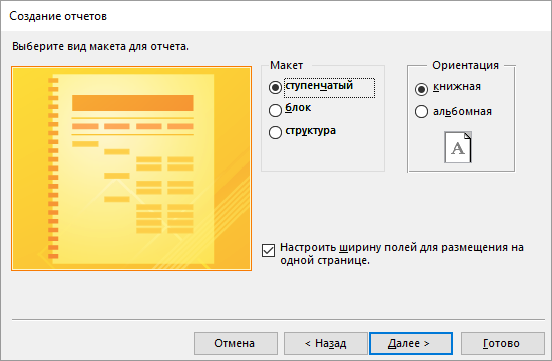 Создание отчетов
Выберите вид макета для отчета.
Макет
ступенчатый
блок
структура
Ориентация
книжная
альбомная
A
Настроить ширину полей для размещения на
одной странице.
Отмена
< Назад
Далее >
Готово